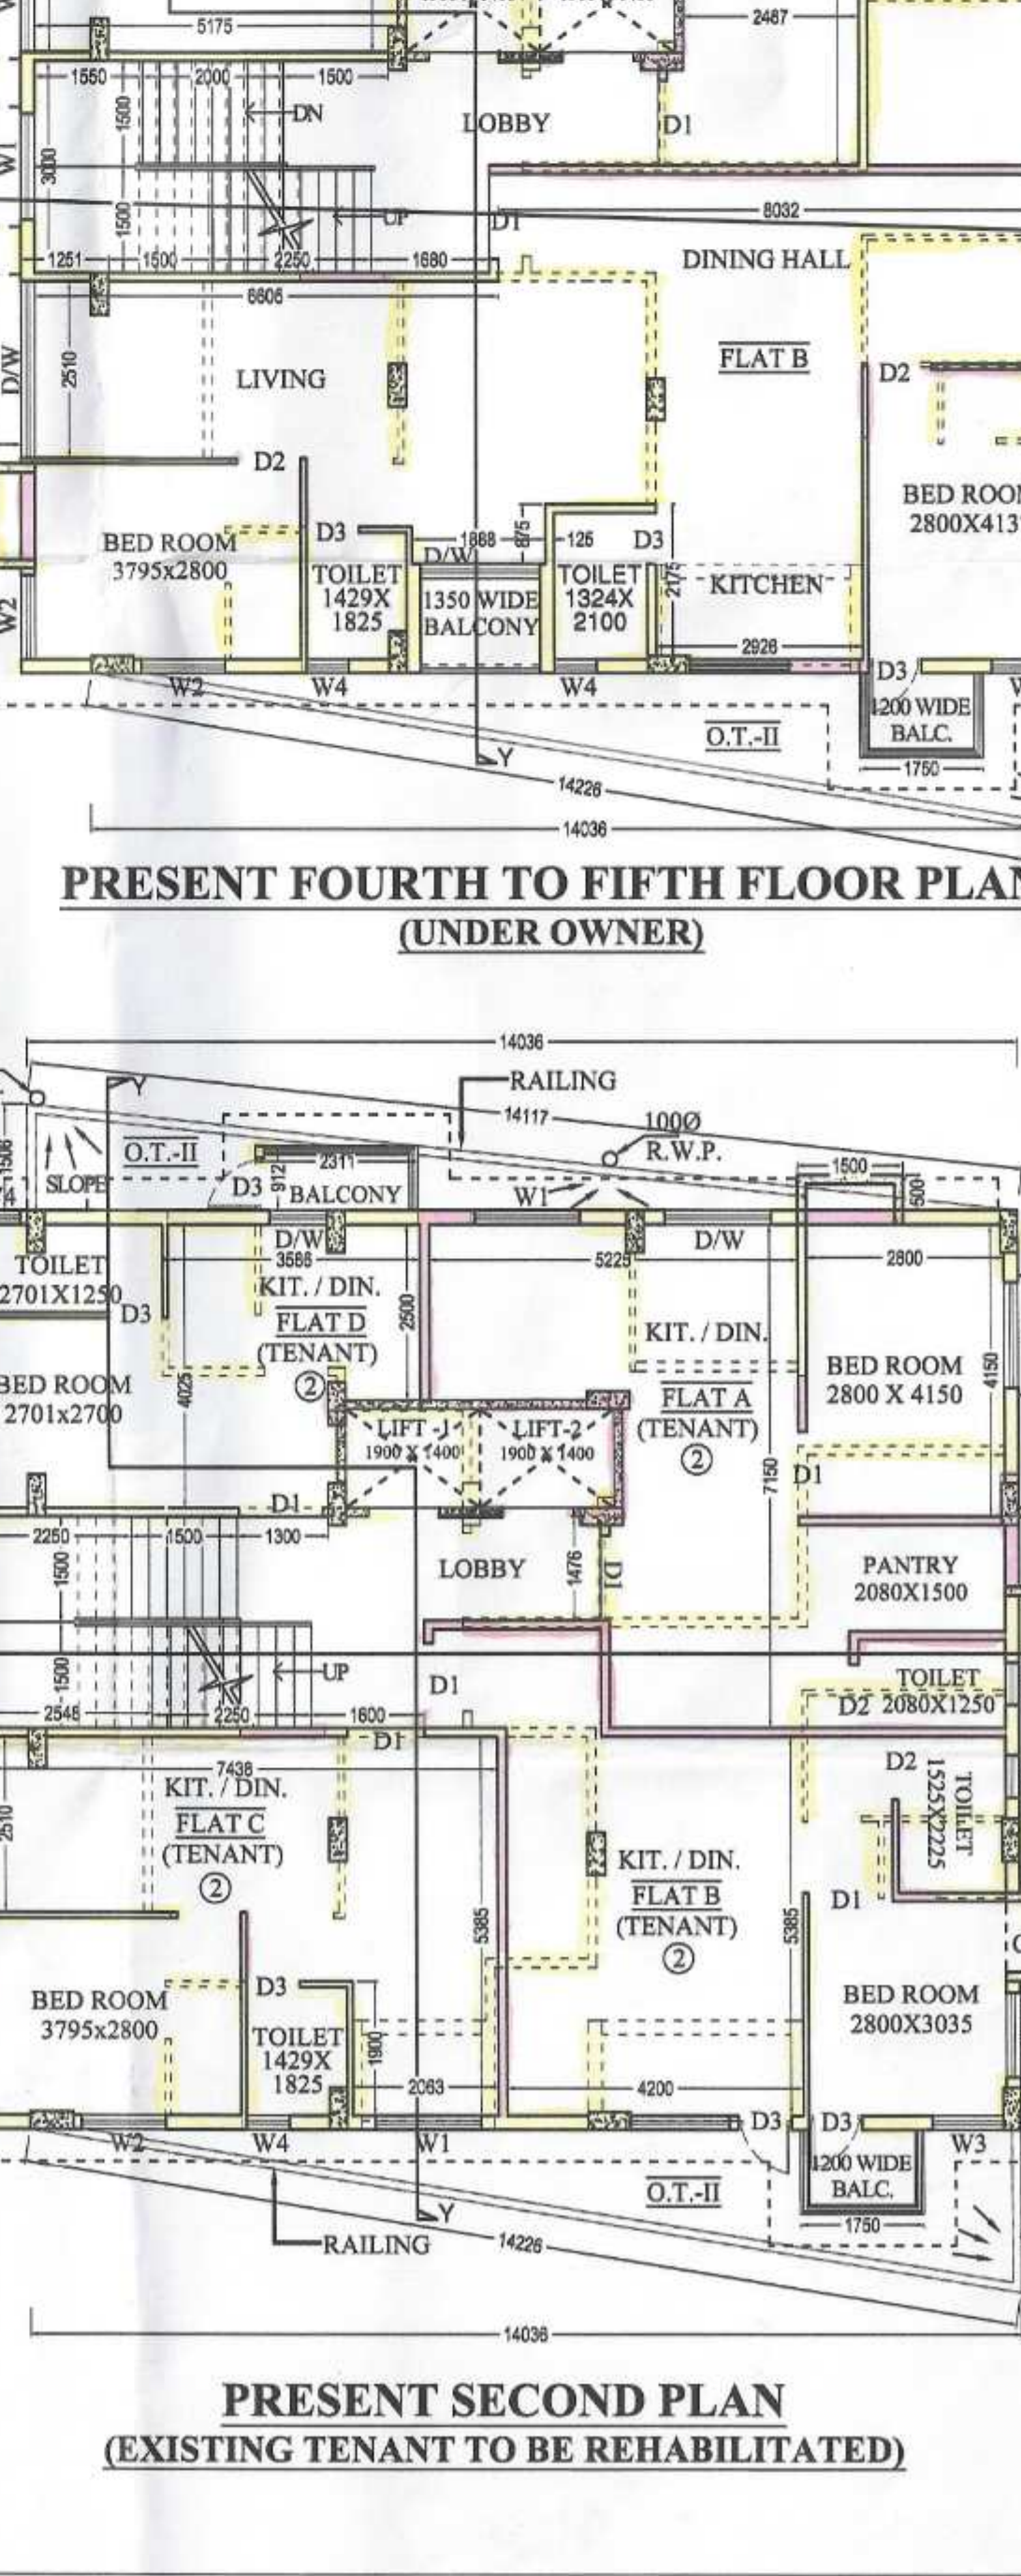 5175
2487
1550
2000
1500
DN
LOBBY
D1
W1
3000
1500
1500
UP
D1
8032
1251
1500
2250
1680
DINING HALL
6606
D/W
2510
LIVING
FLAT B
D2
D2
BED ROOM
3795x2800
D3
TOILET
1429X
1825
1888
875
D/W
1350 WIDE
BALCONY
125
TOILET
1324X
2100
D3
2175
KITCHEN
2926
BED ROO
2800X413
W2
W2
W4
W4
D3
1200 WIDE
BALC.
1750
O.T.-II
Y
14226
14036
PRESENT FOURTH TO FIFTH FLOOR PLAN
(UNDER OWNER)
14036
Y
RAILING
14117
100Ø
R.W.P.
O.T.-II
1506
SLOPE
D3
912
2311
BALCONY
W1
1500
500
TOILET
2701X1250
D3
D/W
3586
KIT. / DIN.
FLAT D
(TENANT)
②
2500
5225
D/W
2800
KIT. / DIN.
FLAT A
(TENANT)
②
BED ROOM
2800 X 4150
4150
BED ROOM
2701x2700
4025
LIFT -1
1900 X 1400
LIFT-2
1900 X 1400
7150
D1
D1
2250
1500
1300
1500
LOBBY
1476
D1
PANTRY
2080X1500
1500
UP
D1
TOILET
D2 2080X1250
2548
2250
1600
D1
7438
KIT. / DIN.
FLAT C
(TENANT)
②
2510
D2
TOILET
1525X2225
KIT. / DIN.
FLAT B
(TENANT)
②
D1
5385
5385
BED ROOM
3795x2800
D3
TOILET
1429X
1825
1900
2063
4200
BED ROOM
2800X3035
W2
W4
W1
D3
D3
W3
1200 WIDE
BALC.
1750
O.T.-II
Y
RAILING
14226
14036
PRESENT SECOND PLAN
(EXISTING TENANT TO BE REHABILITATED)